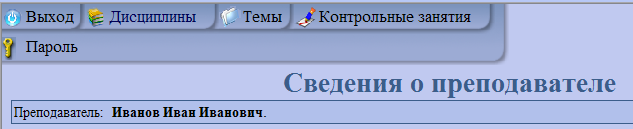 Выход Дисциплины Темы Контрольные занятия
Пароль
Сведения о преподавателе
Преподаватель: Иванов Иван Иванович.